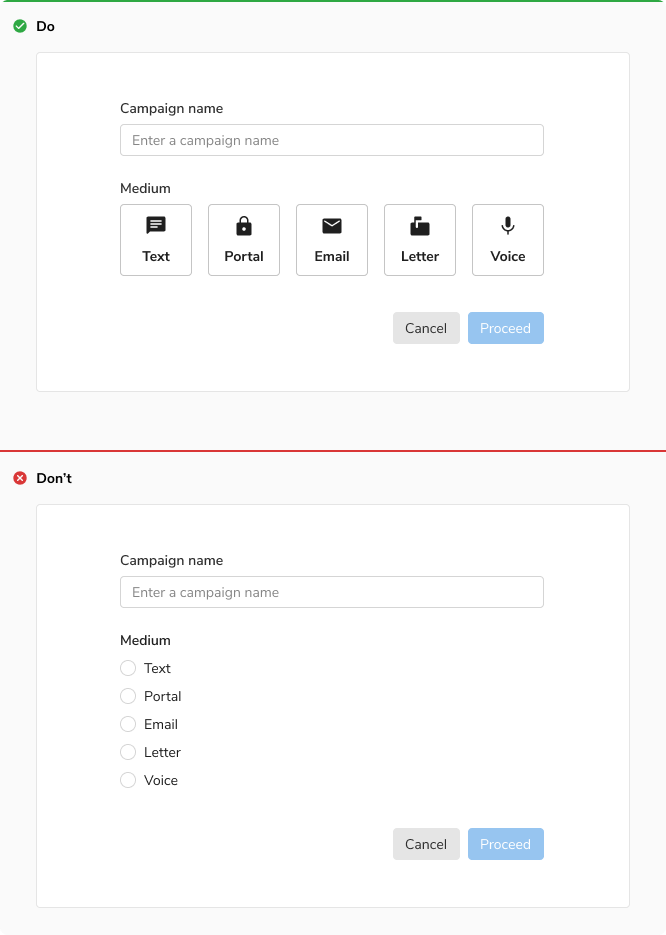 Do
Campaign name
Enter a campaign name
Medium
Text Portal Email Letter Voice
Cancel Proceed
Don't
Campaign name
Enter a campaign name
Medium
Text
Portal
Email
Letter
Voice
Cancel Proceed